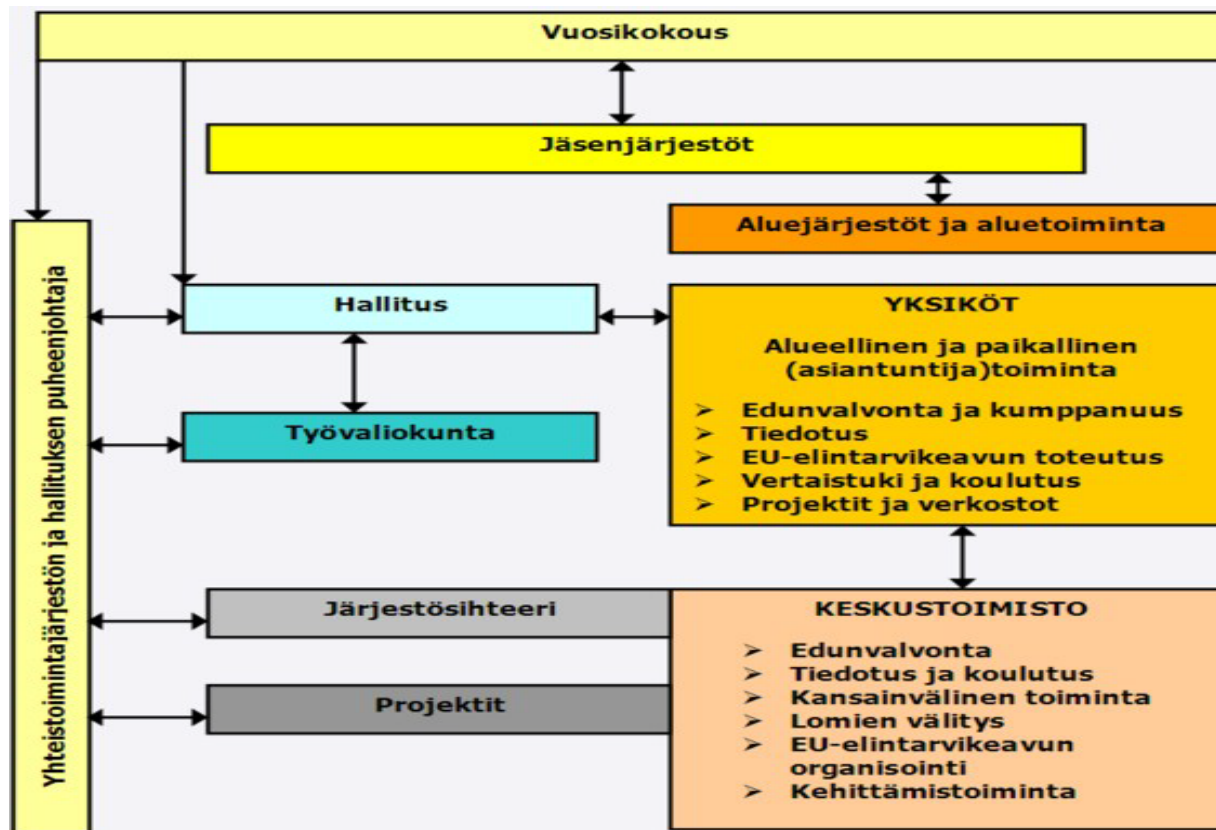 Vuosikokous
Jäsenjärjestöt
Aluejärjestöt ja aluetoiminta
Yhteistoimintajärjestön ja hallituksen puheenjohtaja
Hallitus
YKSIKÖT
Alueellinen ja paikallinen
(asiantuntija)toiminta
➢ Edunvalvonta ja kumppanuus
➢ Tiedotus
➢ EU-elintarvikeavun toteutus
➢ Vertaistuki ja koulutus
➢ Projektit ja verkostot
Työvaliokunta
Järjestösihteeri
Projektit
KESKUSTOIMISTO
➢ Edunvalvonta
➢ Tiedotus ja koulutus
➢ Kansainvälinen toiminta
➢ Lomien välitys
➢ EU-elintarvikeavun
organisointi
➢ Kehittämistoiminta